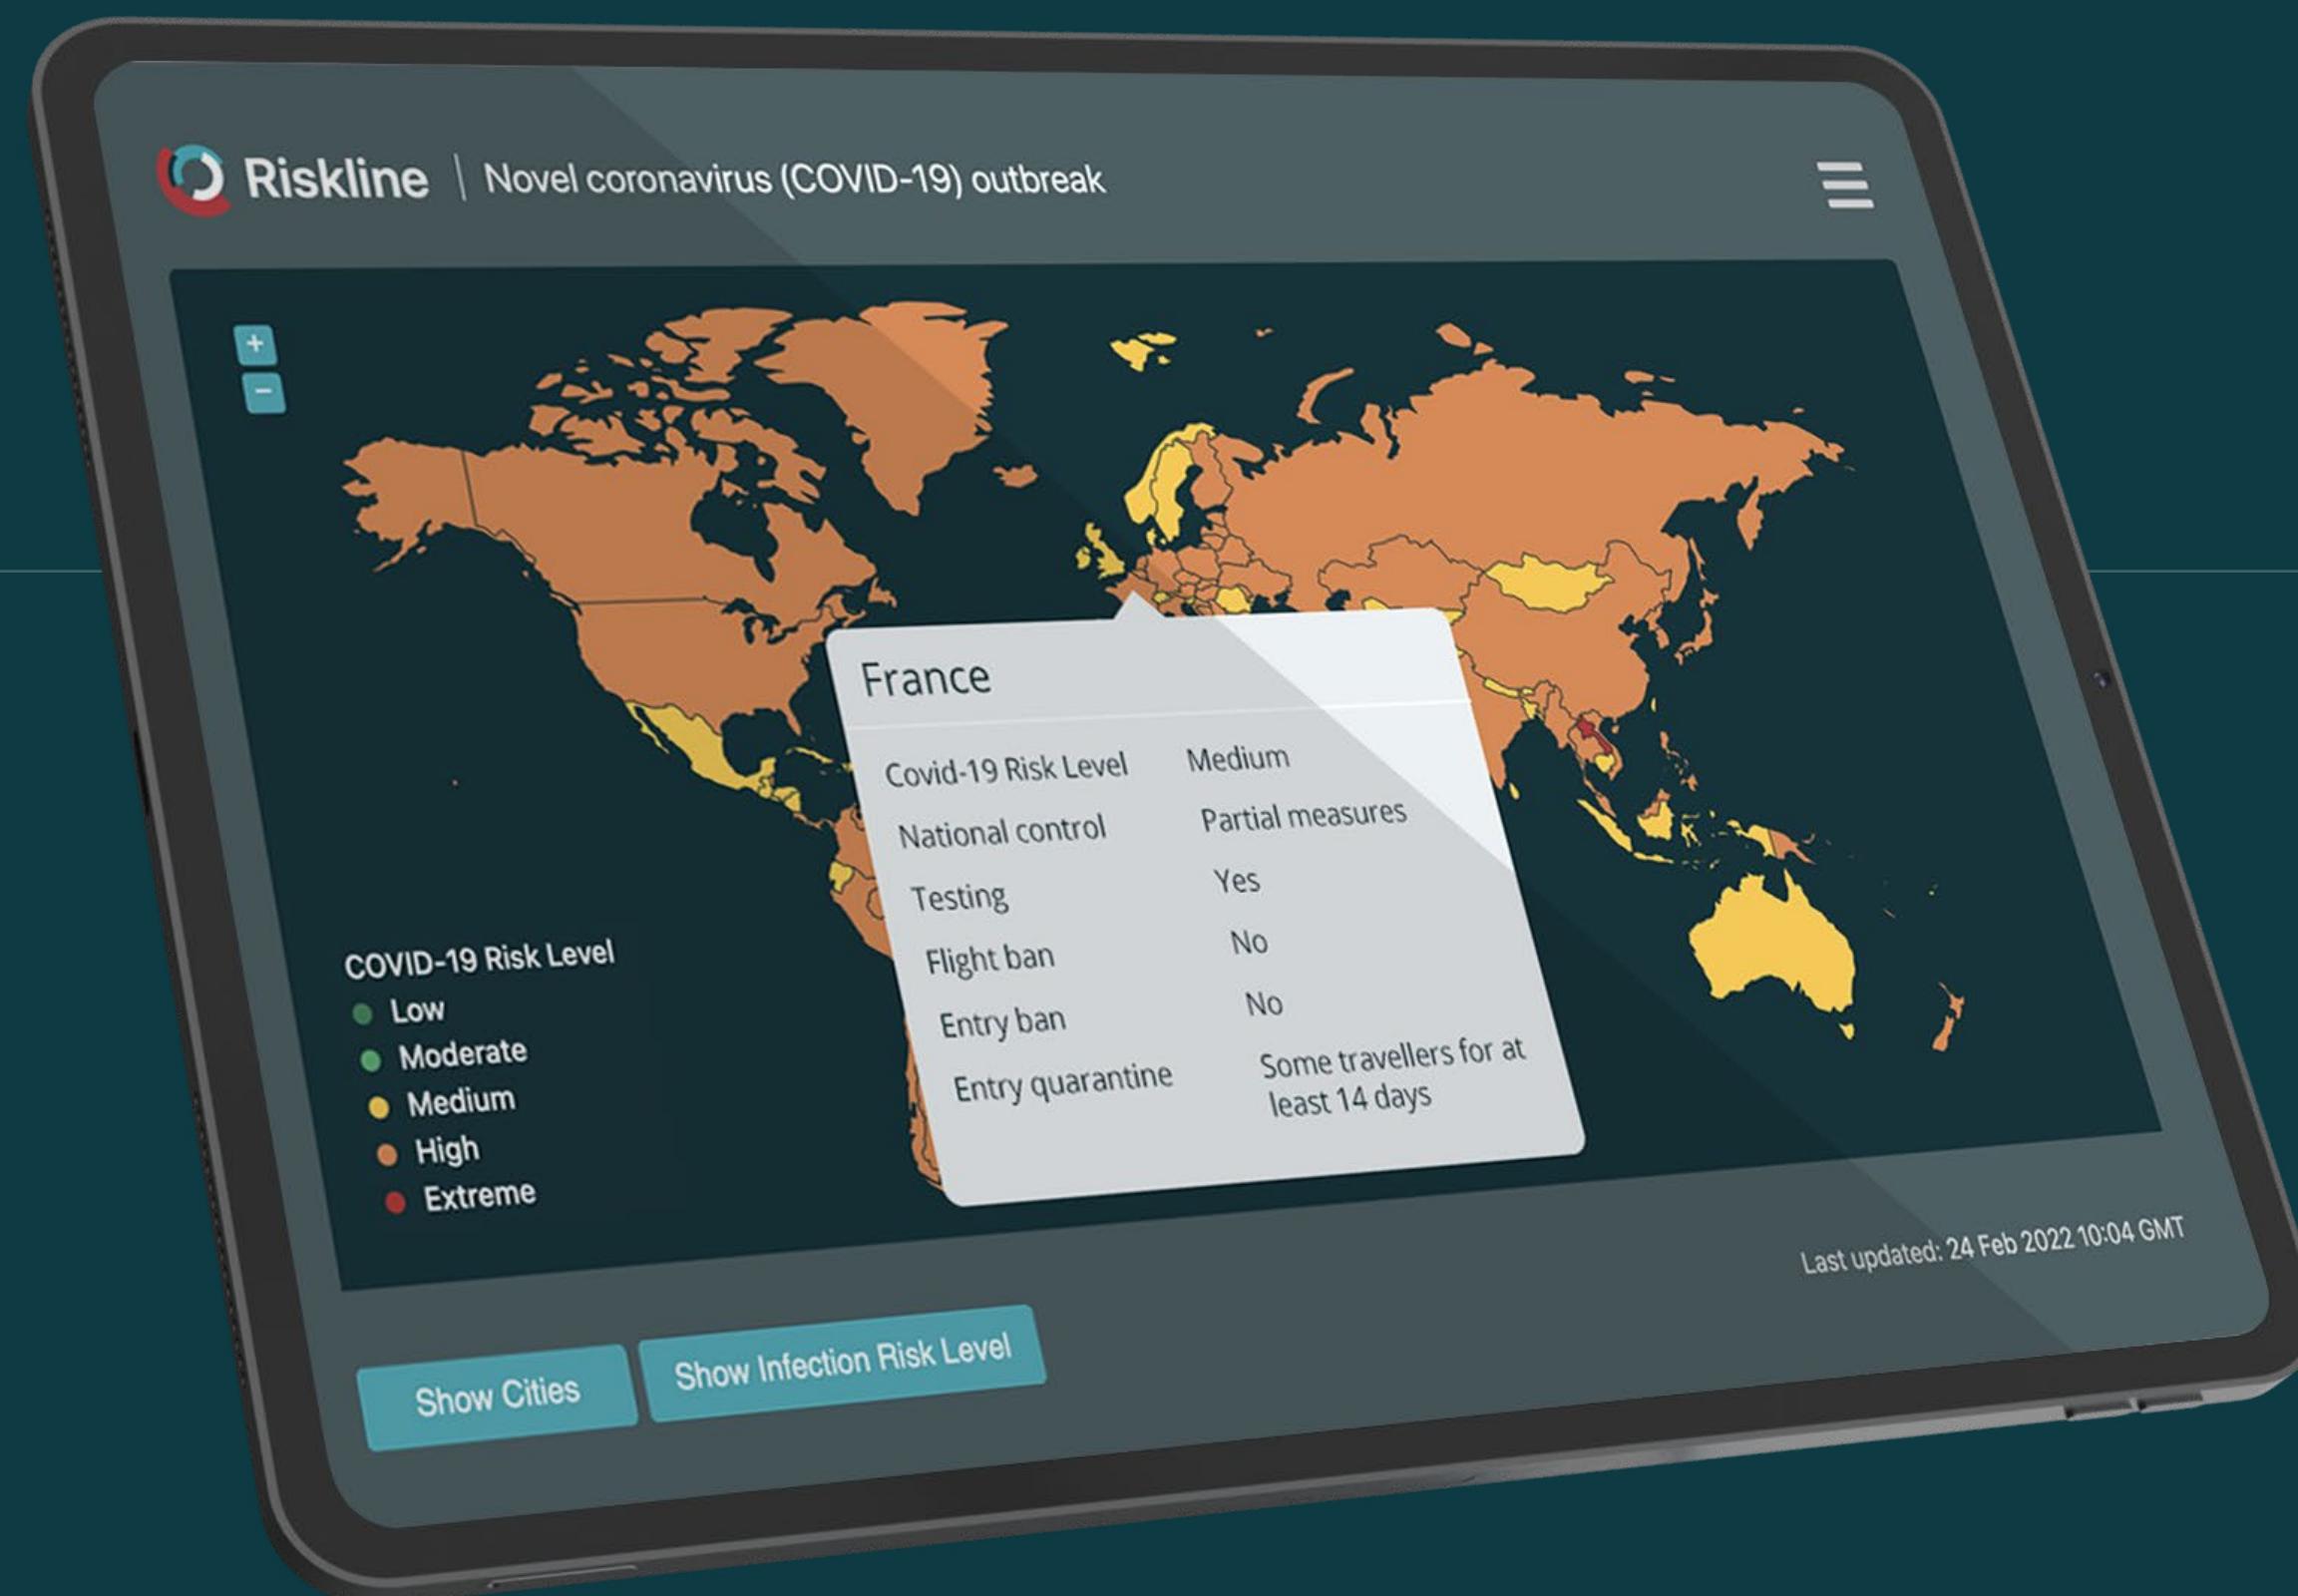 Riskline | Novel coronavirus (COVID-19) outbreak
+
−
France
Covid-19 Risk Level Medium
National control Partial measures
Testing Yes
Flight ban No
Entry ban No
Entry quarantine Some travellers for at
least 14 days
COVID-19 Risk Level
Low
Moderate
Medium
High
Extreme
Last updated: 24 Feb 2022 10:04 GMT
Show Cities
Show Infection Risk Level